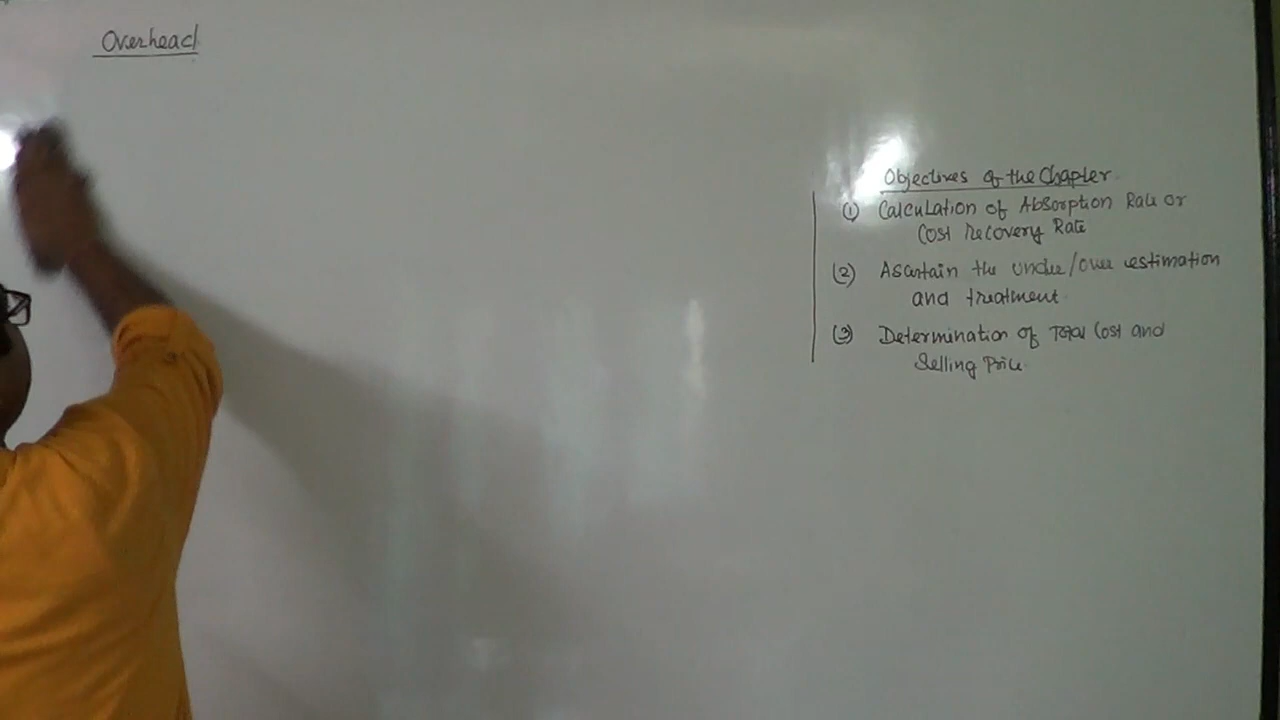 Overhead
Objectives of the Chapter
(1) Calculation of Absorption Rate or
Cost Recovery Rate
(2) Ascertain the under/over estimation
and treatment
(3) Determination of Total Cost and
Selling Price